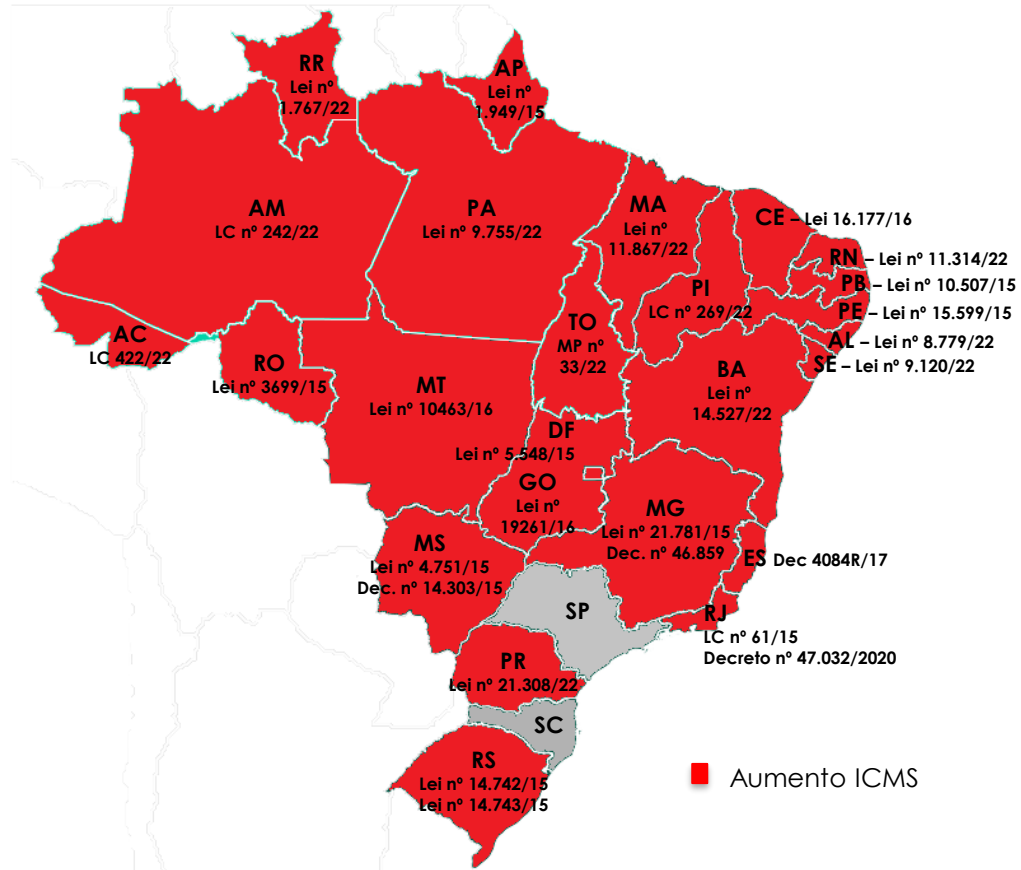 RR
Lei nº
1.767/22
AP
Lei nº
1.949/15
AM
LC nº 242/22
PA
Lei nº 9.755/22
MA
Lei nº
11.867/22
CE – Lei 16.177/16
RN – Lei nº 11.314/22
PB – Lei nº 10.507/15
PE – Lei nº 15.599/15
AL – Lei nº 8.779/22
SE – Lei nº 9.120/22
PI
LC nº 269/22
TO
MP nº
33/22
AC
LC 422/22
RO
Lei nº 3699/15
MT
Lei nº 10463/16
BA
Lei nº
14.527/22
DF
Lei nº 5.548/15
GO
Lei nº
19261/16
MG
Lei nº 21.781/15
Dec. nº 46.859
ES Dec 4084R/17
MS
Lei nº 4.751/15
Dec. nº 14.303/15
SP
RJ
LC nº 61/15
Decreto nº 47.032/2020
PR
Lei nº 21.308/22
SC
RS
Lei nº 14.742/15
Lei nº 14.743/15
Aumento ICMS